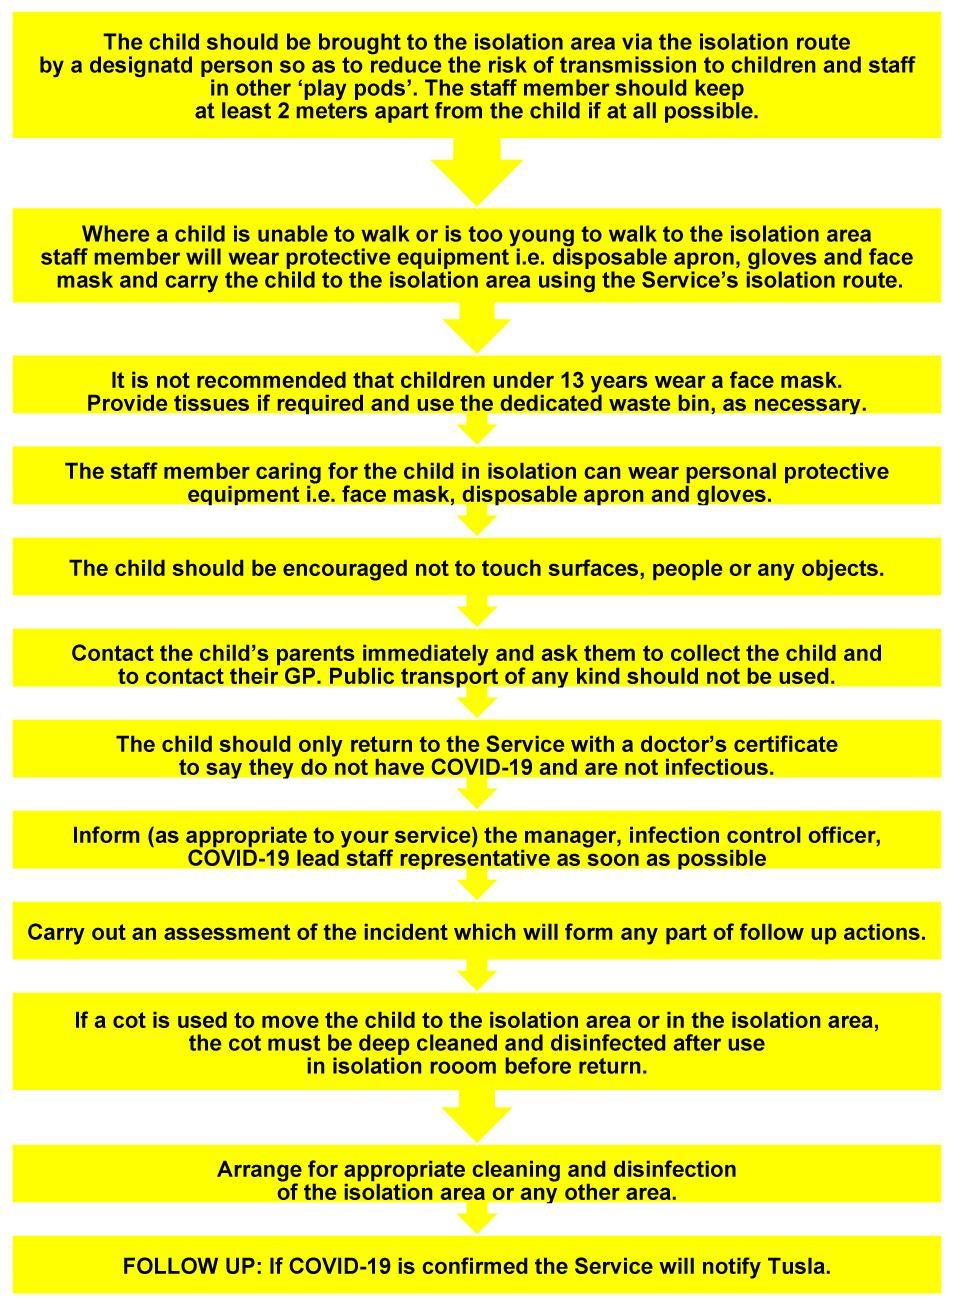 The child should be brought to the isolation area via the isolation route
by a designatd person so as to reduce the risk of transmission to children and staff
in other ‘play pods’. The staff member should keep
at least 2 meters apart from the child if at all possible.
Where a child is unable to walk or is too young to walk to the isolation area
staff member will wear protective equipment i.e. disposable apron, gloves and face
mask and carry the child to the isolation area using the Service’s isolation route.
It is not recommended that children under 13 years wear a face mask.
Provide tissues if required and use the dedicated waste bin, as necessary.
The staff member caring for the child in isolation can wear personal protective
equipment i.e. face mask, disposable apron and gloves.
The child should be encouraged not to touch surfaces, people or any objects.
Contact the child’s parents immediately and ask them to collect the child and
to contact their GP. Public transport of any kind should not be used.
The child should only return to the Service with a doctor’s certificate
to say they do not have COVID-19 and are not infectious.
Inform (as appropriate to your service) the manager, infection control officer,
COVID-19 lead staff representative as soon as possible
Carry out an assessment of the incident which will form any part of follow up actions.
If a cot is used to move the child to the isolation area or in the isolation area,
the cot must be deep cleaned and disinfected after use
in isolation rooom before return.
Arrange for appropriate cleaning and disinfection
of the isolation area or any other area.
FOLLOW UP: If COVID-19 is confirmed the Service will notify Tusla.